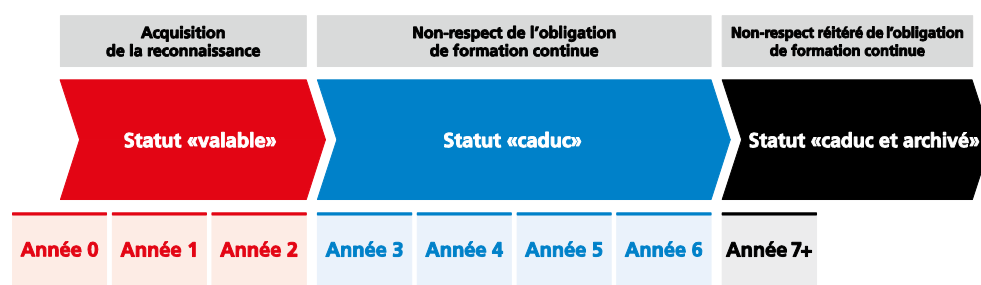 Acquisition
de la reconnaissance
Non-respect de l’obligation
de formation continue
Non-respect réitéré de l’obligation
de formation continue
Statut «valable»
Statut «caduc»
Statut «caduc et archivé»
Année 0
Année 1
Année 2
Année 3
Année 4
Année 5
Année 6
Année 7+